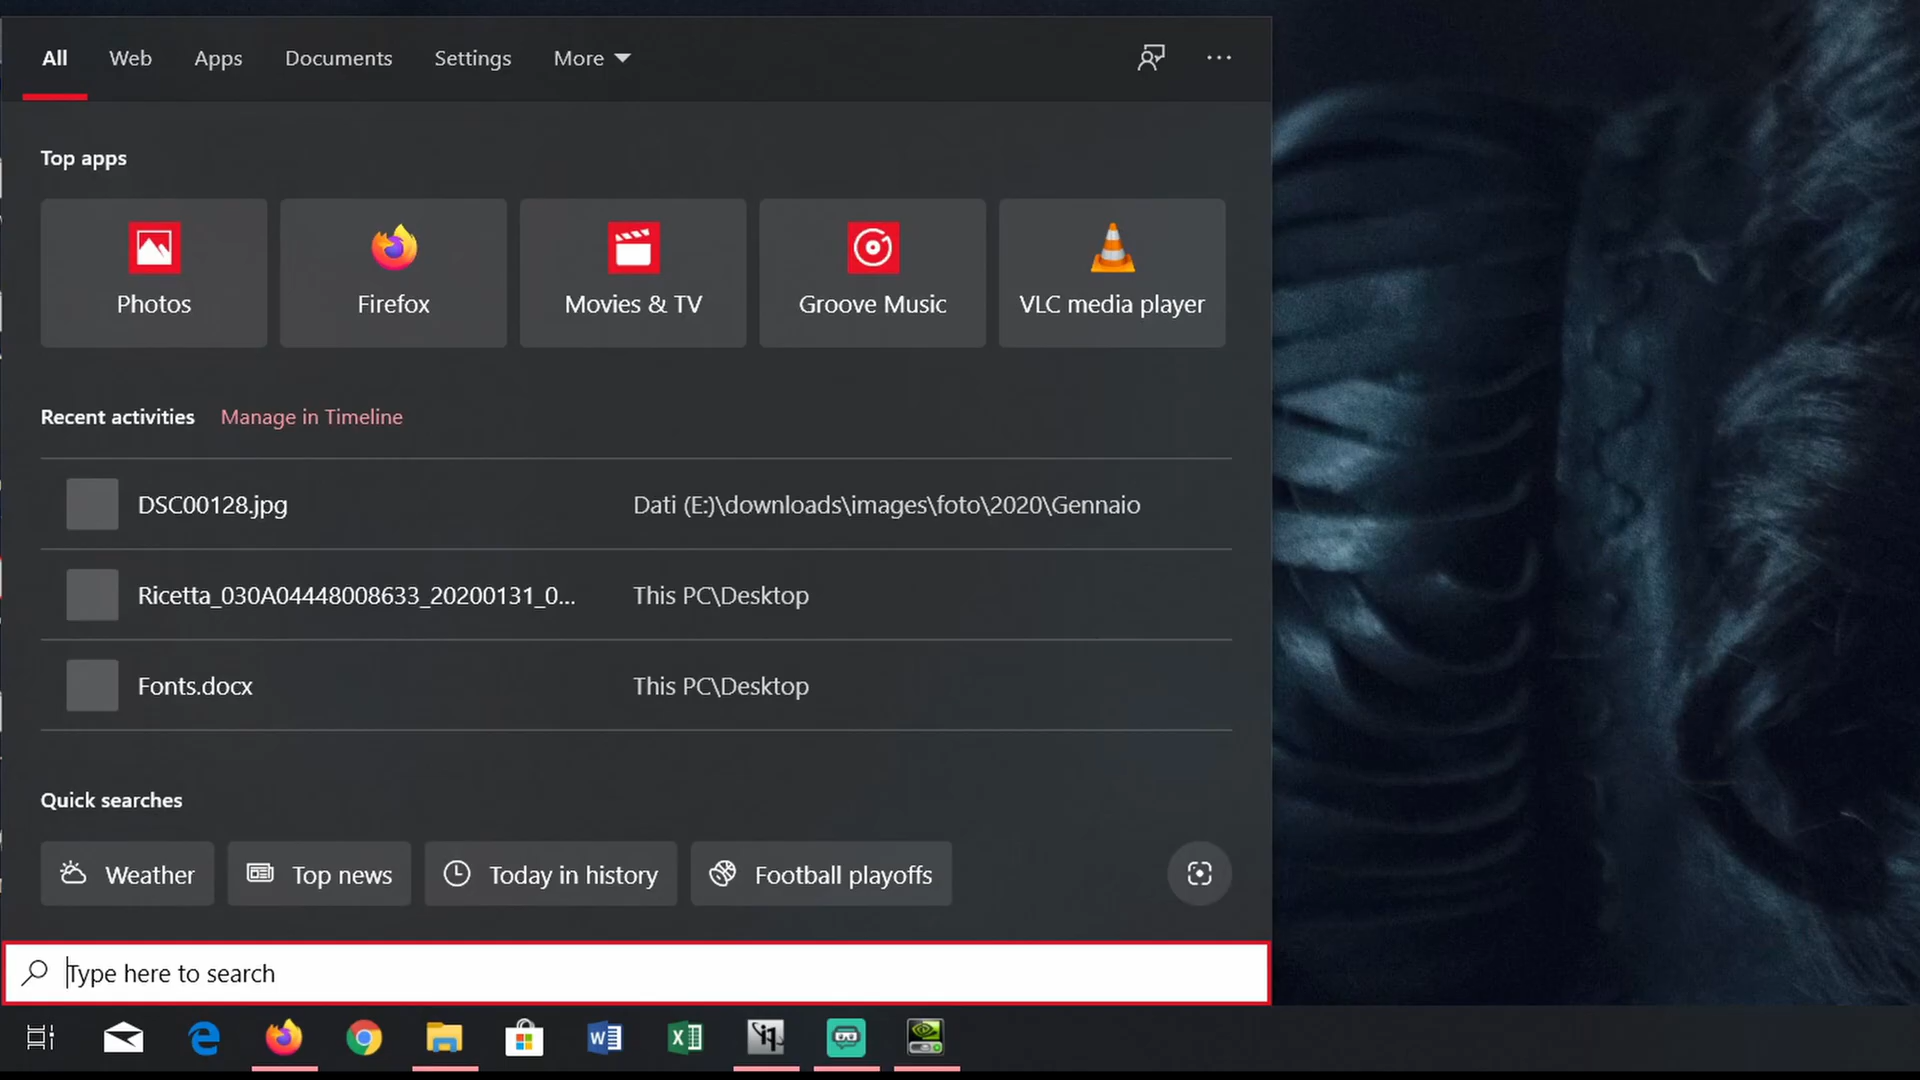 All Web Apps Documents Settings More
Top apps
Photos Firefox Movies & TV Groove Music VLC media player
Recent activities Manage in Timeline
DSC00128.jpg Dati (E:)\downloads\images\foto\2020\Gennaio
Ricetta_030A04448008633_20200131_0... This PC\Desktop
Fonts.docx This PC\Desktop
Quick searches
Weather Top news Today in history Football playoffs
Type here to search